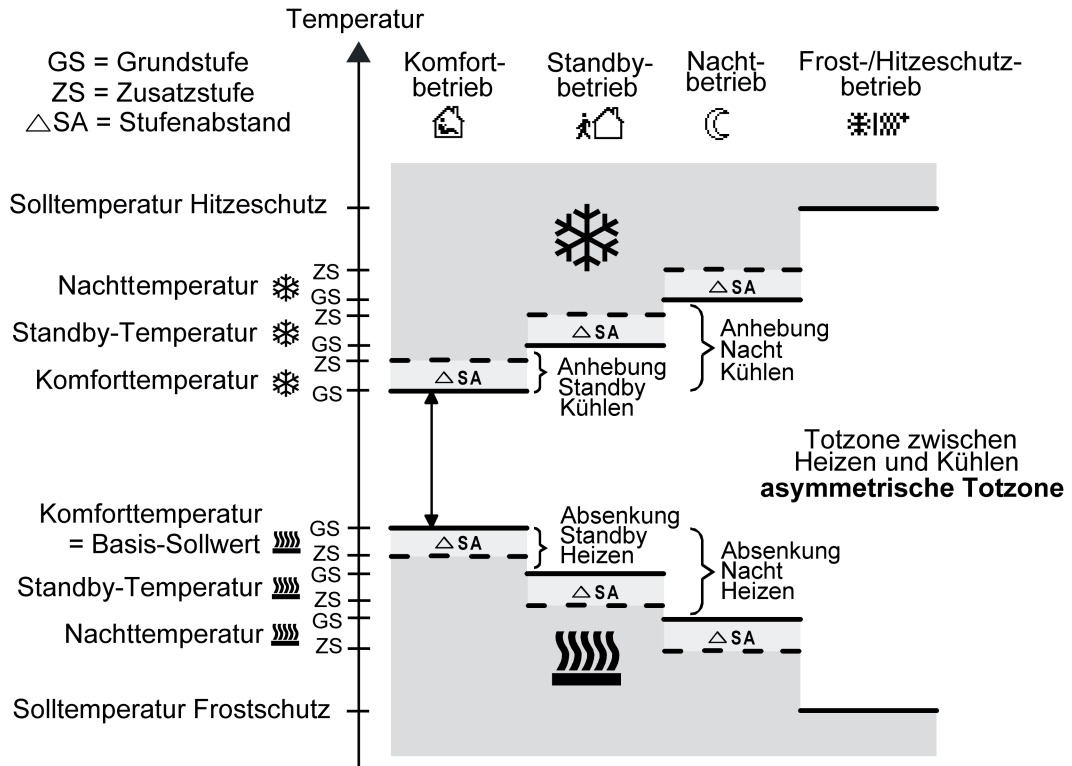 Temperatur
GS = Grundstufe
ZS = Zusatzstufe
△SA = Stufenabstand
Komfort-
betrieb
Standby-
betrieb
Nacht-
betrieb
Frost-/Hitzeschutz-
betrieb
Solltemperatur Hitzeschutz
Nachttemperatur
ZS
GS
△SA
Standby-Temperatur
ZS
GS
△SA
Komforttemperatur
ZS
GS
△SA
Anhebung
Standby
Kühlen
Anhebung
Nacht
Kühlen
Totzone zwischen
Heizen und Kühlen
asymmetrische Totzone
Komforttemperatur
= Basis-Sollwert
GS
ZS
△SA
Absenkung
Standby
Heizen
Absenkung
Nacht
Heizen
Standby-Temperatur
GS
ZS
△SA
Nachttemperatur
GS
ZS
△SA
Solltemperatur Frostschutz